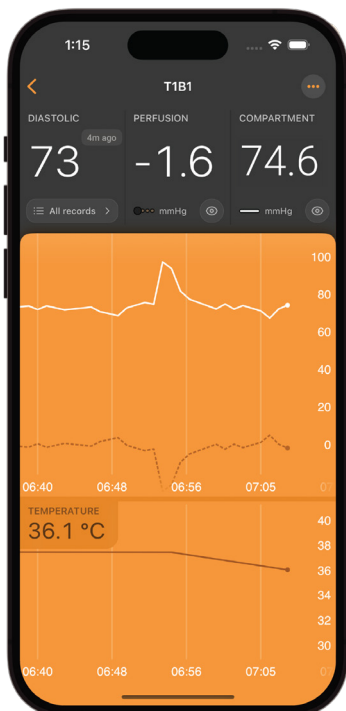 1:15
T1B1
DIASTOLIC
PERFUSION
COMPARTMENT
4m ago
73
-1.6
74.6
All records
mmHg
mmHg
100
80
60
40
20
0
06:40 06:48 06:56 07:05 07
TEMPERATURE
36.1 °C
40
38
36
34
32
30
06:40 06:48 06:56 07:05 07